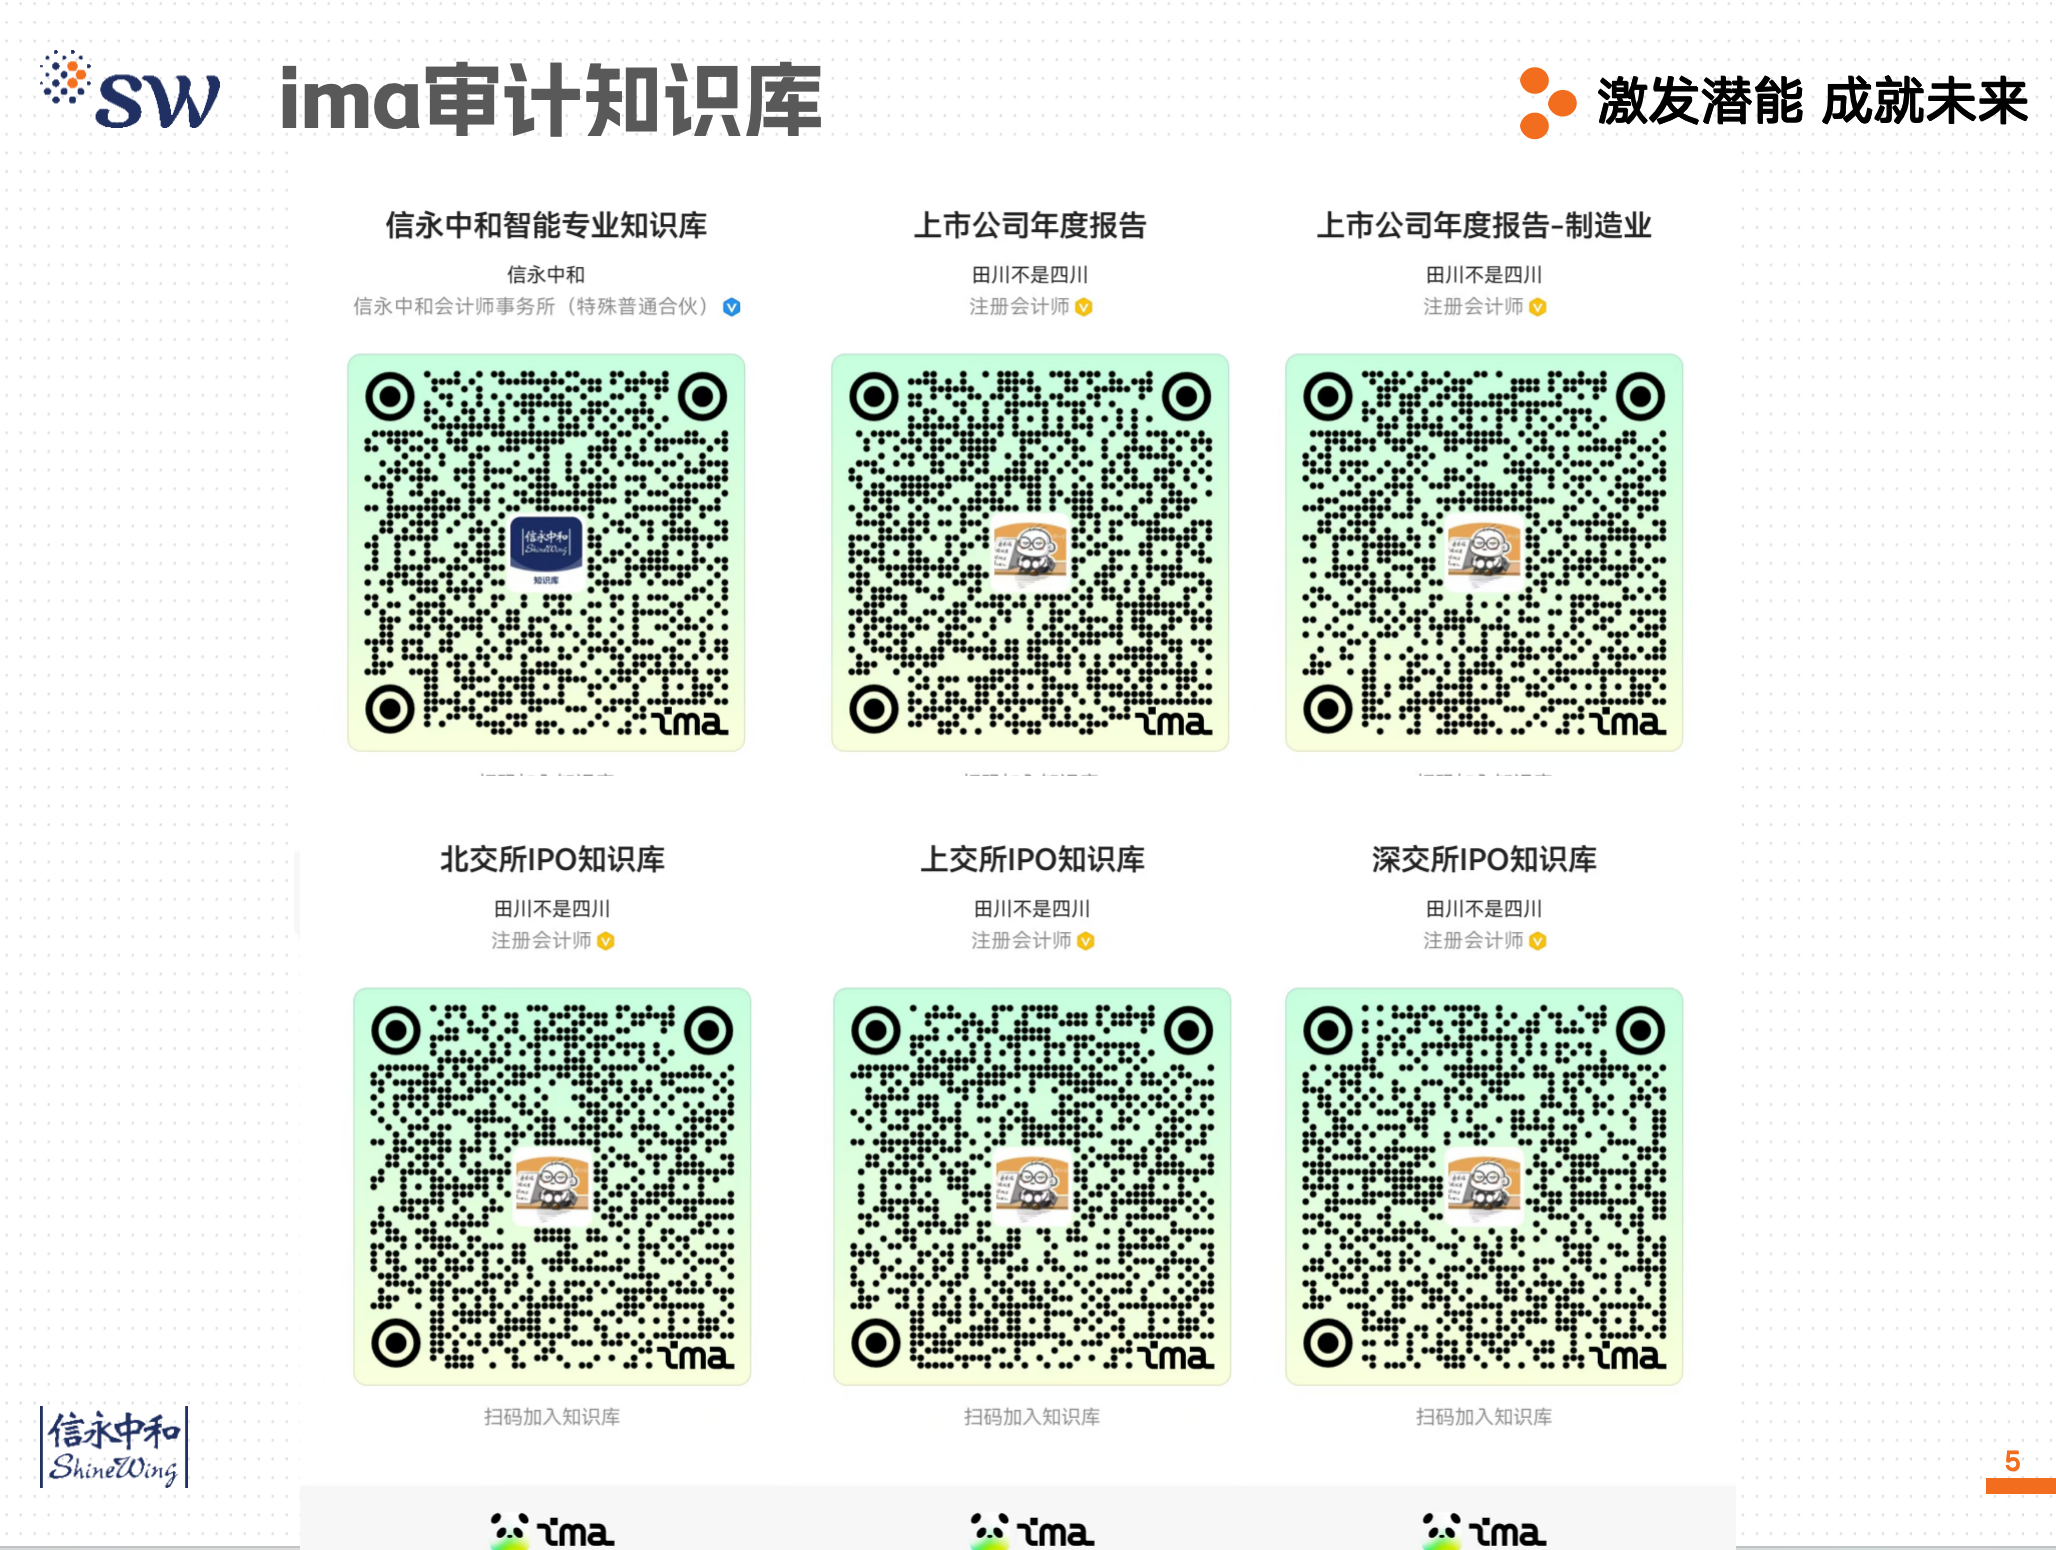 SW
ima审计知识库
激发潜能 成就未来
信永中和智能专业知识库
信永中和
信永中和会计师事务所（特殊普通合伙）
上市公司年度报告
田川不是四川
注册会计师
上市公司年度报告-制造业
田川不是四川
注册会计师
信永中和
ShineWing
知识库
ima
ima
ima
北交所IPO知识库
田川不是四川
注册会计师
上交所IPO知识库
田川不是四川
注册会计师
深交所IPO知识库
田川不是四川
注册会计师
ima
ima
ima
扫码加入知识库
扫码加入知识库
扫码加入知识库
信永中和
ShineWing
5
ima
ima
ima